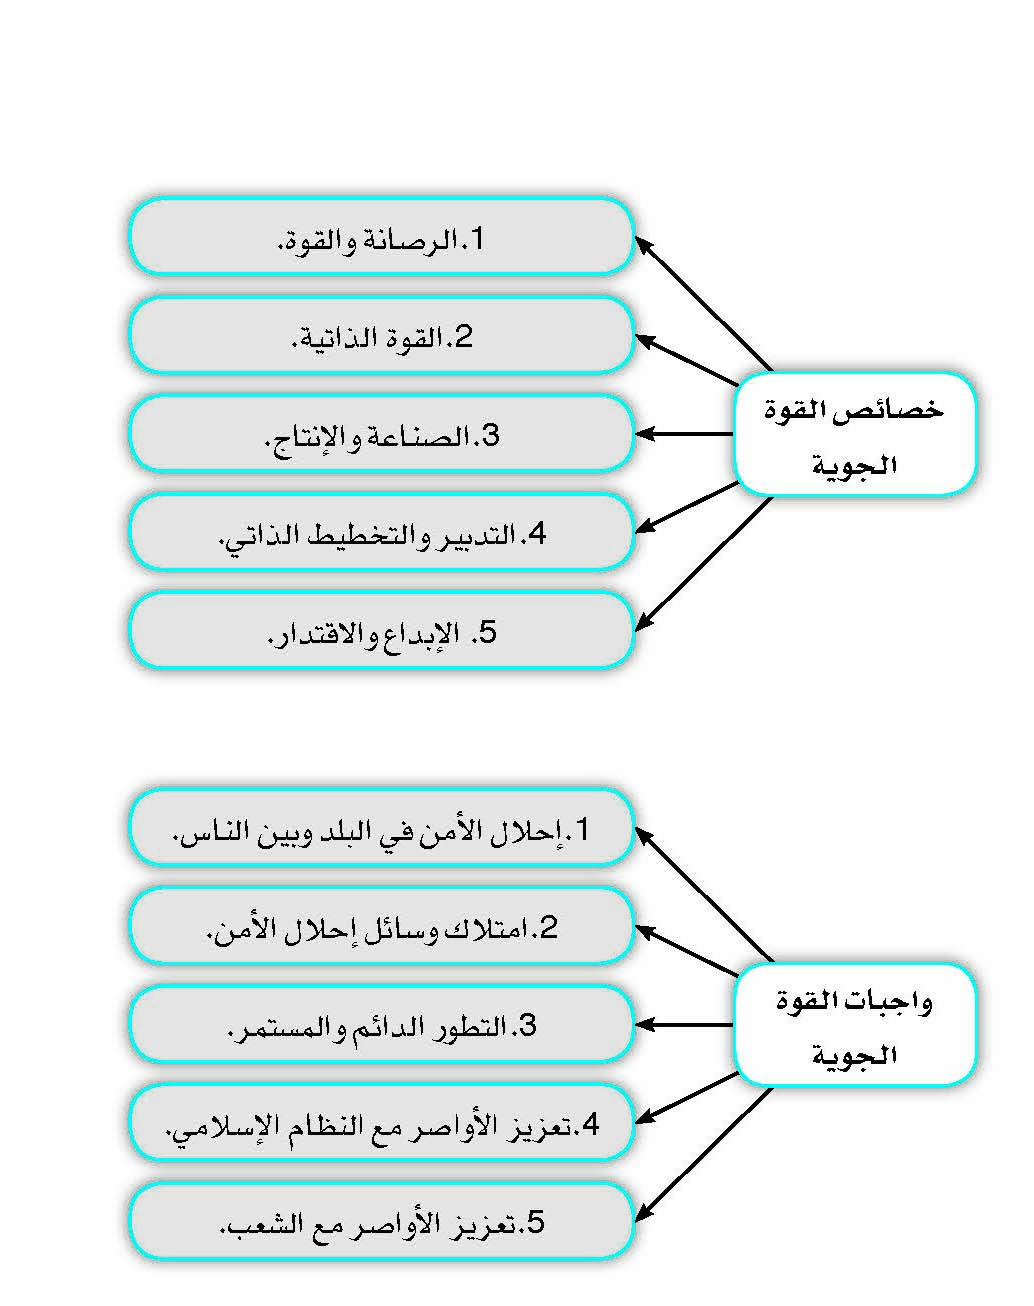 خصائص القوة
الجوية
1.الرصانة والقوة.
2.القوة الذاتية.
3.الصناعة والإنتاج.
4.التدبير والتخطيط الذاتي.
5. الإبداع والاقتدار.
واجبات القوة
الجوية
1.إحلال الأمن في البلد وبين الناس.
2.امتلاك وسائل إحلال الأمن.
3.التطور الدائم والمستمر.
4.تعزيز الأواصر مع النظام الإسلامي.
5.تعزيز الأواصر مع الشعب.